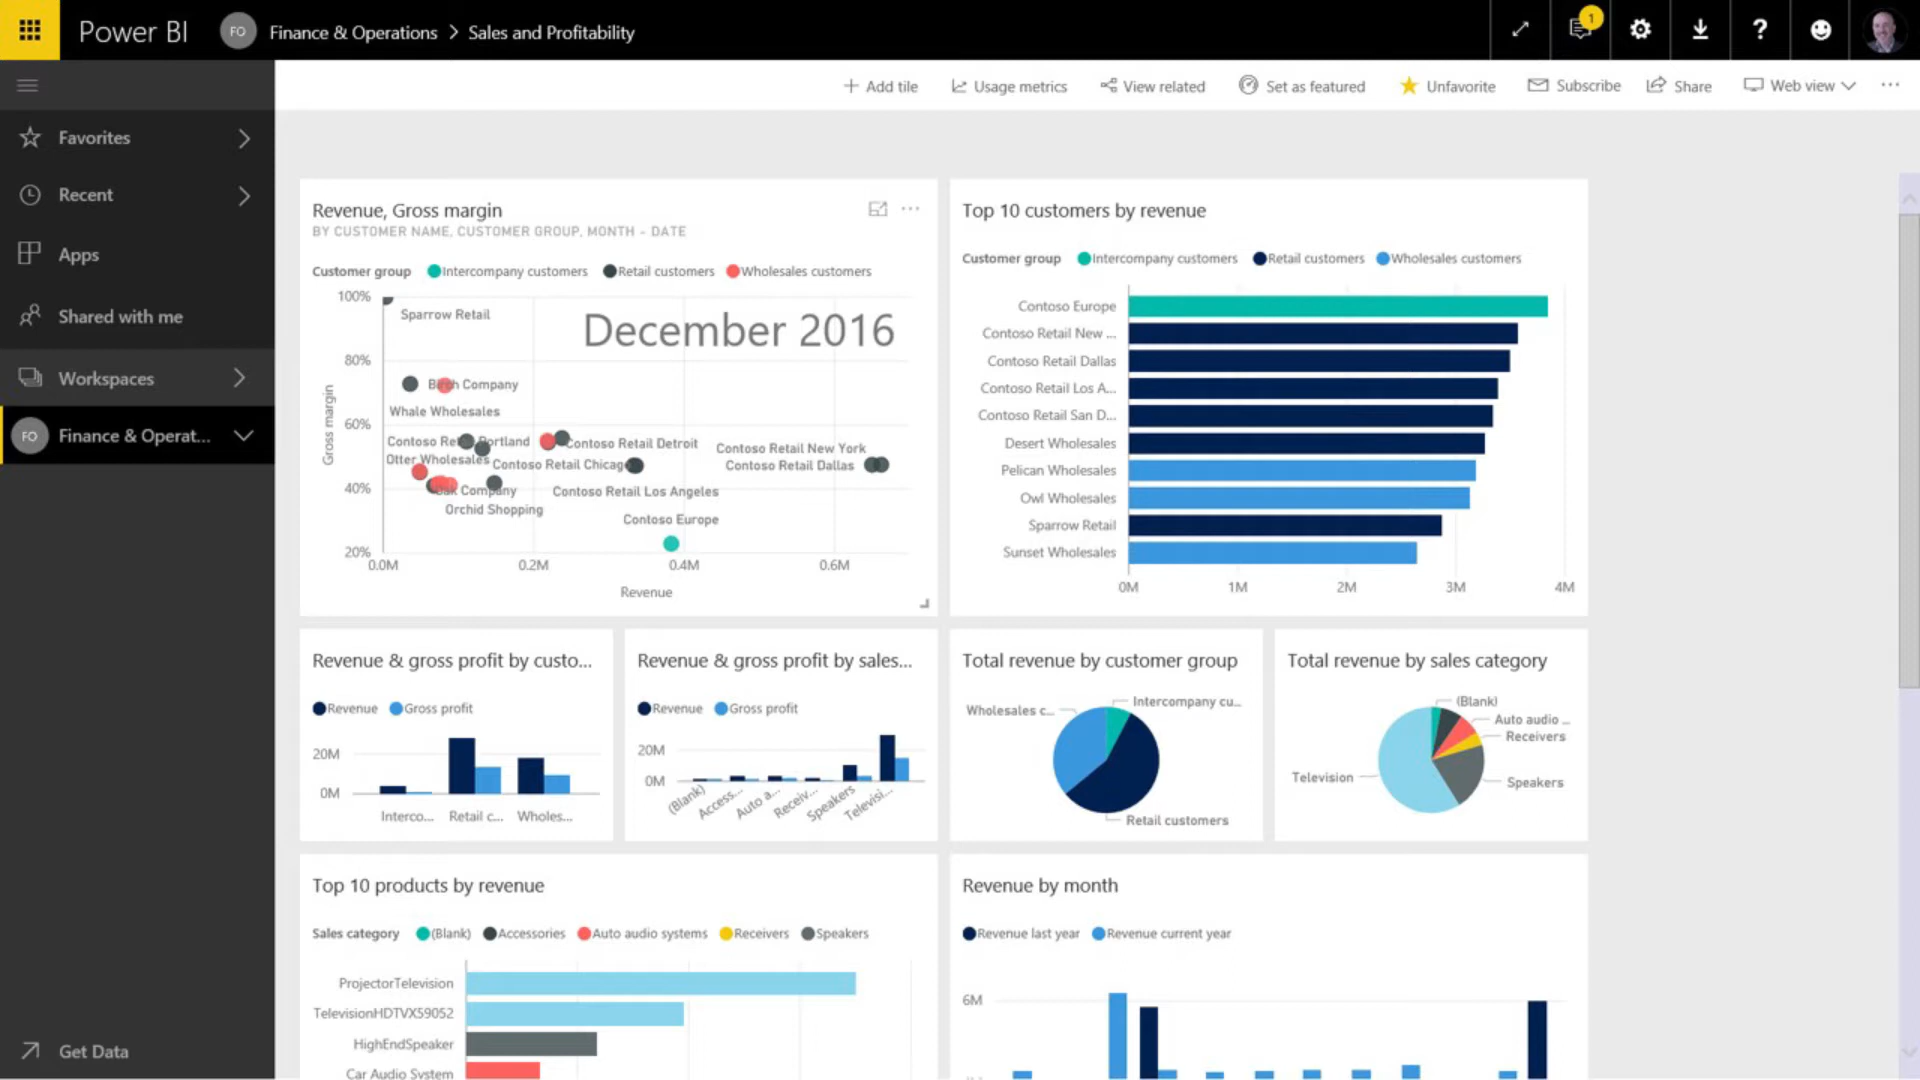 Power BI FO Finance & Operations > Sales and Profitability 1 ?
+ Add tile Usage metrics View related Set as featured Unfavorite Subscribe Share Web view ...
Favorites
Recent
Apps
Shared with me
Workspaces
FO Finance & Operat...
Get Data
Revenue, Gross margin
BY CUSTOMER NAME, CUSTOMER GROUP, MONTH - DATE
Customer group Intercompany customers Retail customers Wholesales customers
December 2016
100%
80%
60%
40%
20%
Gross margin
Sparrow Retail
Birch Company
Whale Wholesales
Contoso Retail Portland
Contoso Retail Detroit
Contoso Retail New York
Otter Wholesales
Contoso Retail Chicago
Contoso Retail Dallas
Oak Company
Contoso Retail Los Angeles
Orchid Shopping
Contoso Europe
0.0M 0.2M 0.4M 0.6M
Revenue
Top 10 customers by revenue
Customer group Intercompany customers Retail customers Wholesales customers
Contoso Europe
Contoso Retail New ...
Contoso Retail Dallas
Contoso Retail Los A...
Contoso Retail San D...
Desert Wholesales
Pelican Wholesales
Owl Wholesales
Sparrow Retail
Sunset Wholesales
0M 1M 2M 3M 4M
Revenue & gross profit by custo...
Revenue Gross profit
20M
0M
Interco... Retail c... Wholes...
Revenue & gross profit by sales...
Revenue Gross profit
20M
0M
(Blank) Access... Auto a... Receiv... Speakers Televisi...
Total revenue by customer group
Wholesales c... Intercompany cu...
Retail customers
Total revenue by sales category
(Blank)
Auto audio ...
Receivers
Television
Speakers
Top 10 products by revenue
Sales category (Blank) Accessories Auto audio systems Receivers Speakers
ProjectorTelevision
TelevisionHDTVX59052
HighEndSpeaker
Car Audio System
Revenue by month
Revenue last year Revenue current year
6M